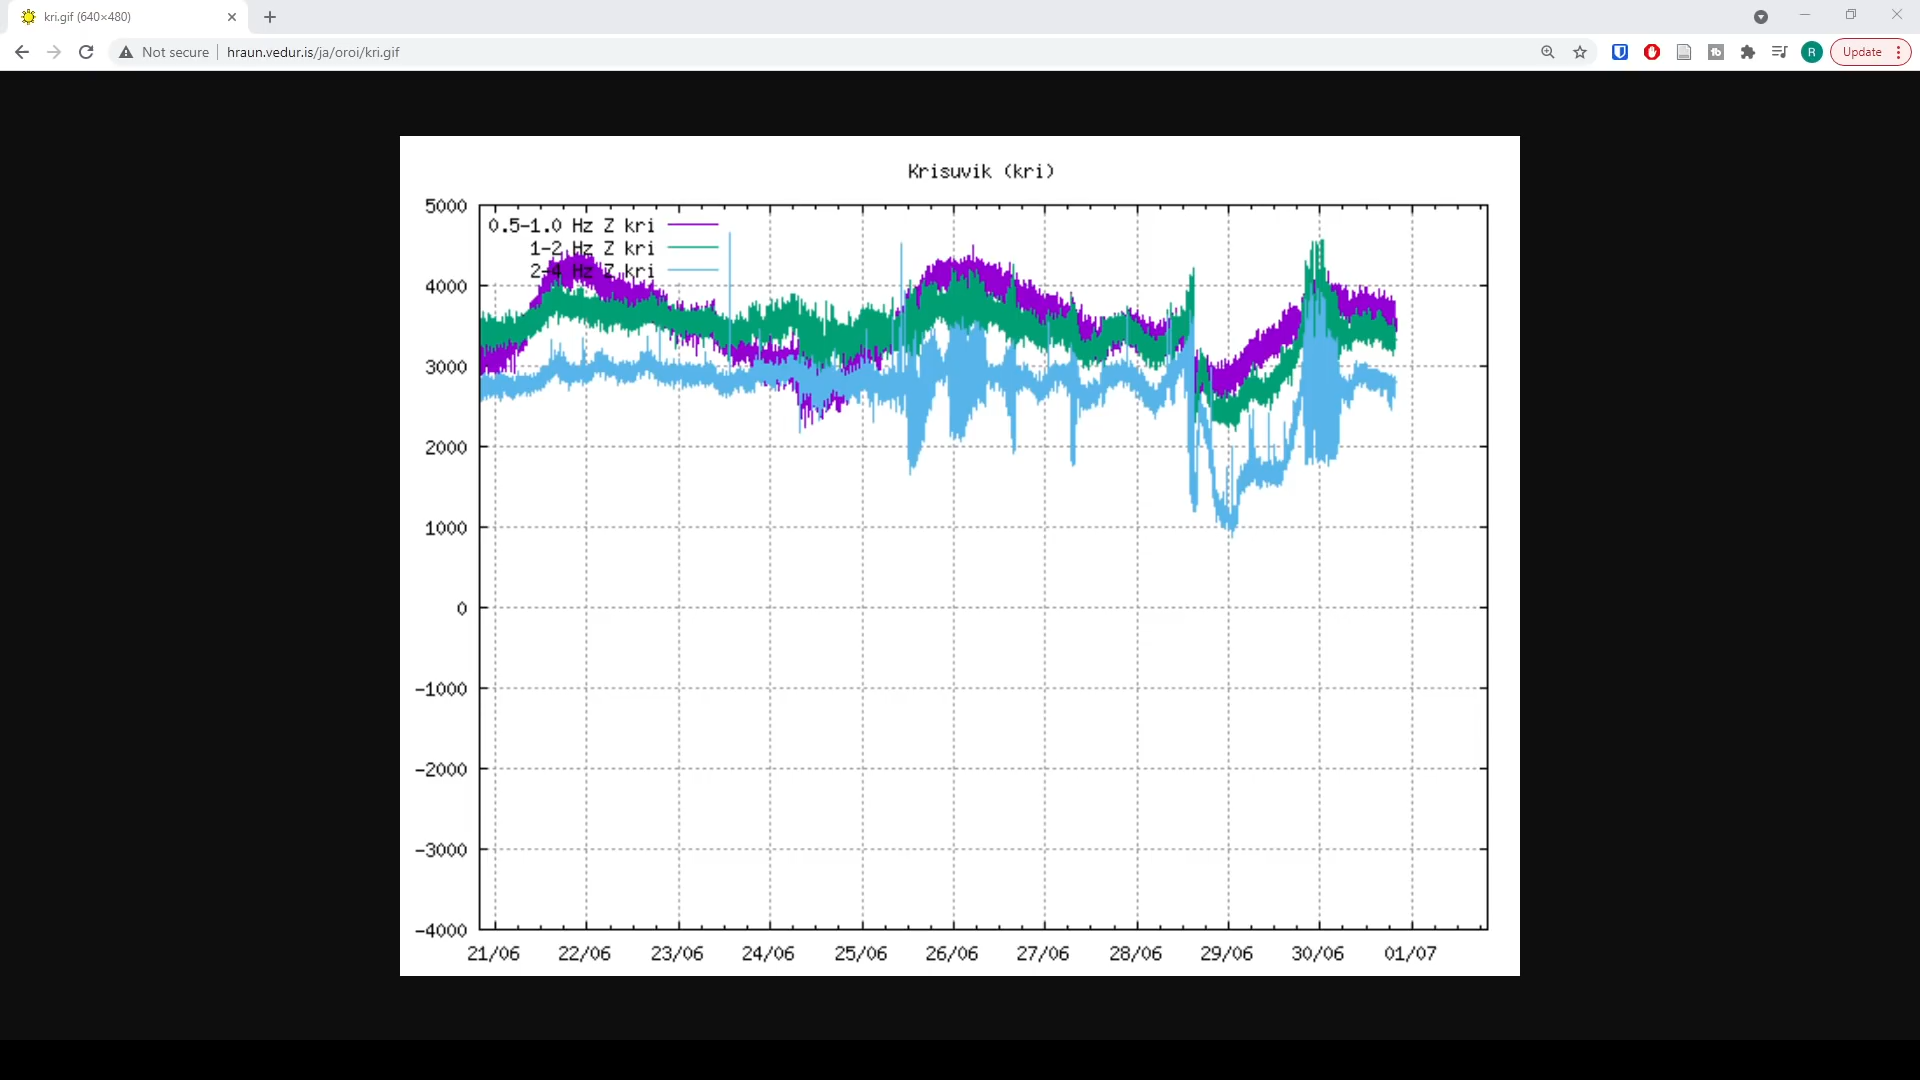 kri.gif (640×480)
Not secure
hraun.vedur.is/ja/oroi/kri.gif
tb
R
Update
Krisuvik (kri)
0.5-1.0 Hz Z kri
1-2 Hz Z kri
2-4 Hz Z kri
5000
4000
3000
2000
1000
0
-1000
-2000
-3000
-4000
21/06 22/06 23/06 24/06 25/06 26/06 27/06 28/06 29/06 30/06 01/07